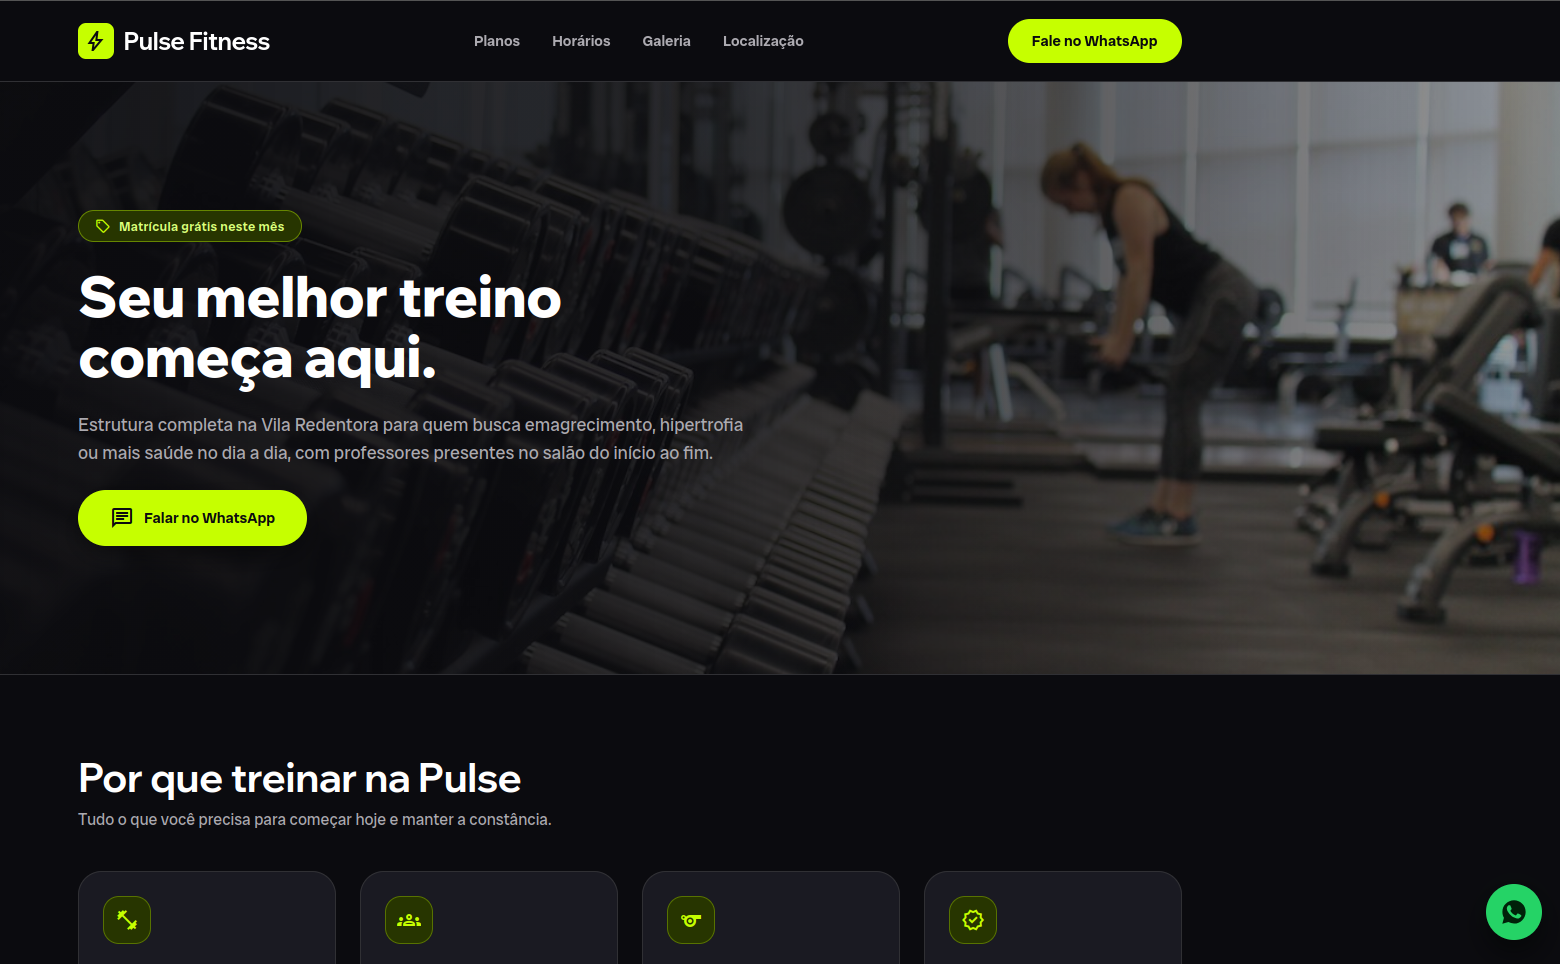 Pulse Fitness
Planos
Horários
Galeria
Localização
Fale no WhatsApp
Matrícula grátis neste mês
Seu melhor treino
começa aqui.
Estrutura completa na Vila Redentora para quem busca emagrecimento, hipertrofia
ou mais saúde no dia a dia, com professores presentes no salão do início ao fim.
Falar no WhatsApp
Por que treinar na Pulse
Tudo o que você precisa para começar hoje e manter a constância.